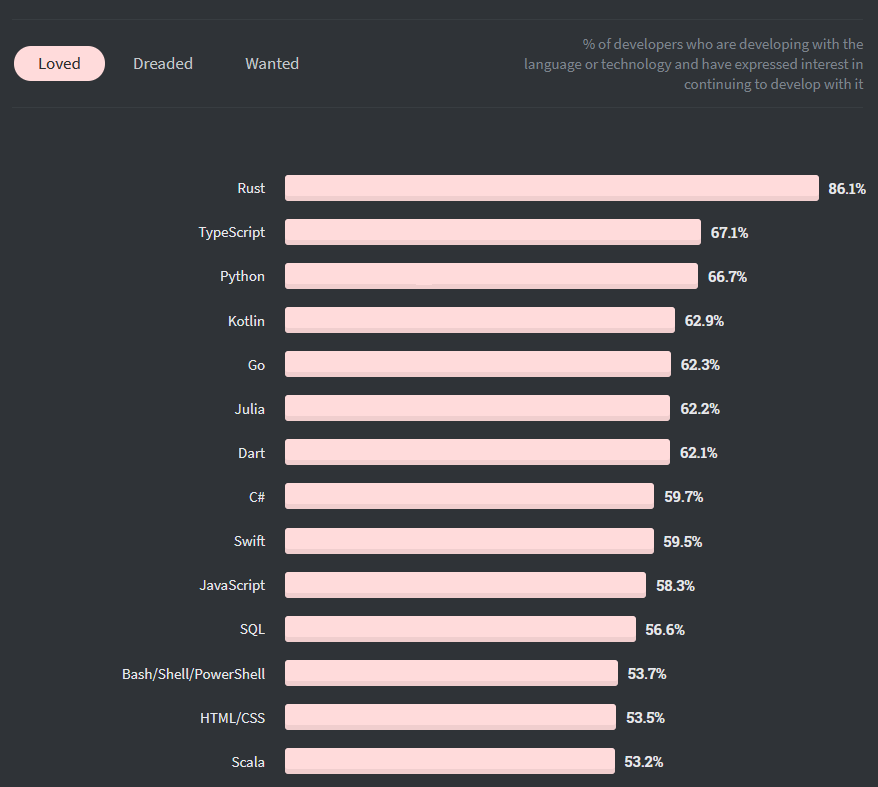 Loved
Dreaded
Wanted
% of developers who are developing with the
language or technology and have expressed interest in
continuing to develop with it
Rust 86.1%
TypeScript 67.1%
Python 66.7%
Kotlin 62.9%
Go 62.3%
Julia 62.2%
Dart 62.1%
C# 59.7%
Swift 59.5%
JavaScript 58.3%
SQL 56.6%
Bash/Shell/PowerShell 53.7%
HTML/CSS 53.5%
Scala 53.2%